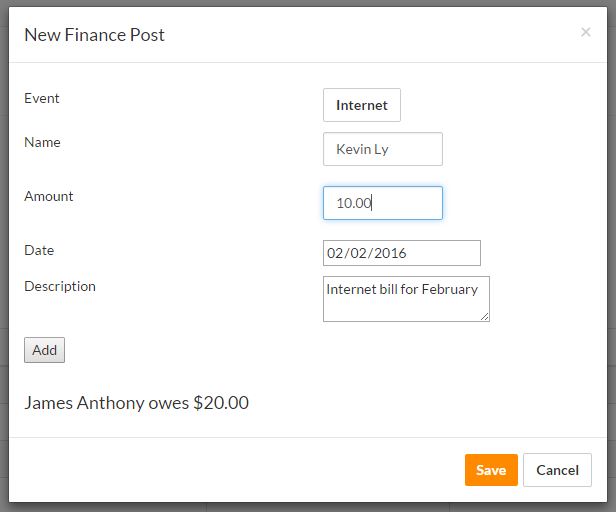 New Finance Post ×
Event Internet
Name Kevin Ly
Amount 10.00
Date 02/02/2016
Description Internet bill for February
Add
James Anthony owes $20.00
Save Cancel